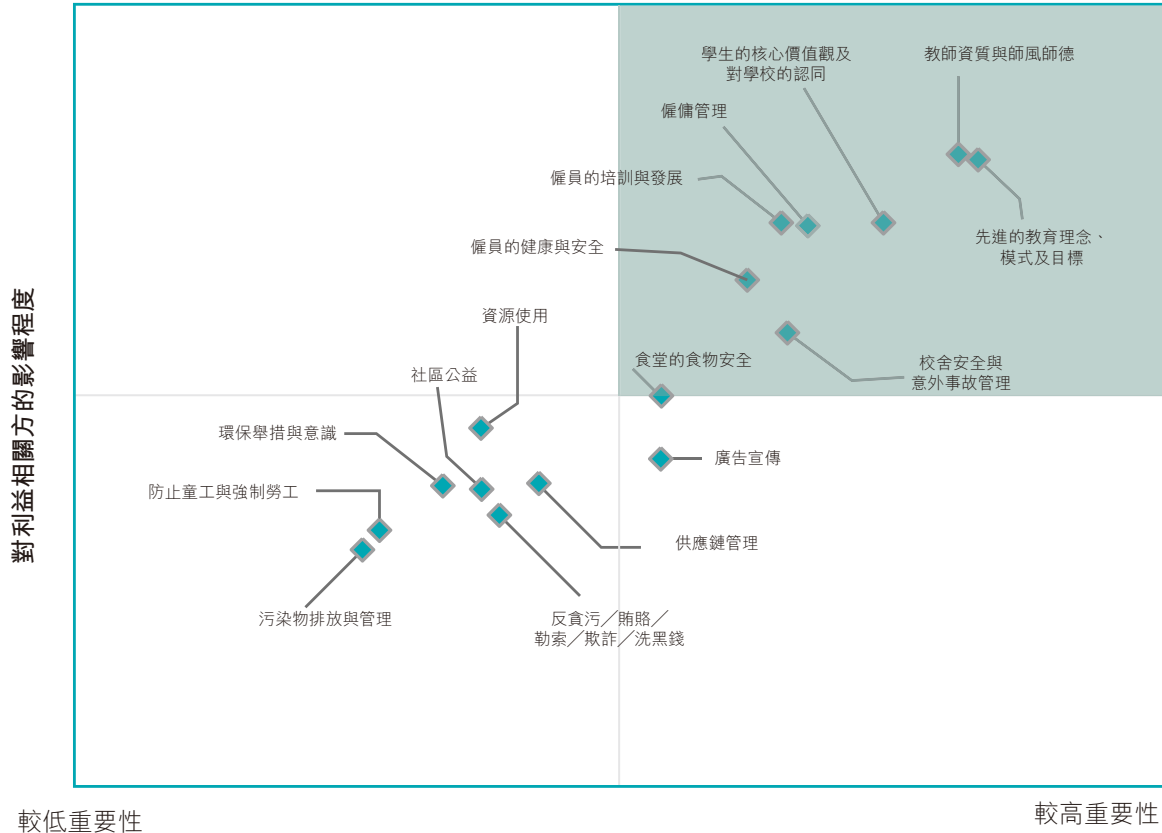 學生的核心價值觀及
對學校的認同
教師資質與師風師德
僱傭管理
僱員的培訓與發展
先進的教育理念、
模式及目標
僱員的健康與安全
資源使用
食堂的食物安全
校舍安全與
意外事故管理
社區公益
環保舉措與意識
廣告宣傳
防止童工與強制勞工
供應鏈管理
污染物排放與管理
反貪污／賄賂／
勒索／欺詐／洗黑錢
對利益相關方的影響程度
較低重要性
較高重要性